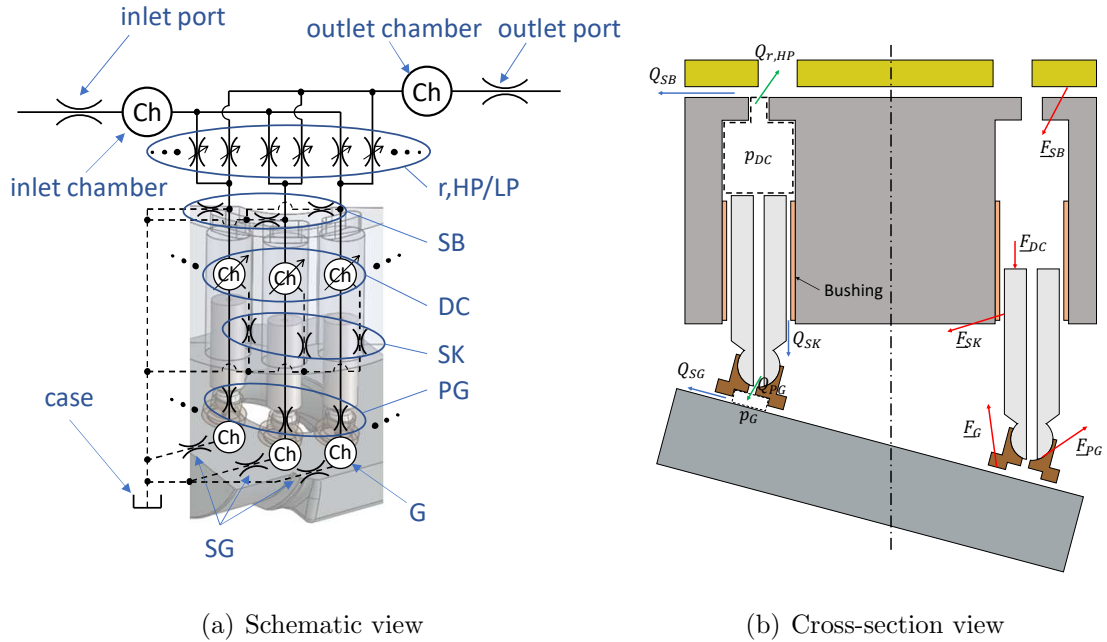 inlet port
outlet chamber
outlet port
Ch
Ch
inlet chamber
r,HP/LP
SB
Ch
Ch
Ch
DC
SK
PG
case
Ch
Ch
Ch
G
SG
(a) Schematic view
Q_{r,HP}
Q_{SB}
F_{SB}
p_{DC}
F_{DC}
Bushing
F_{SK}
Q_{SK}
Q_{SG}
Q_{PG}
p_G
F_G
F_{PG}
(b) Cross-section view